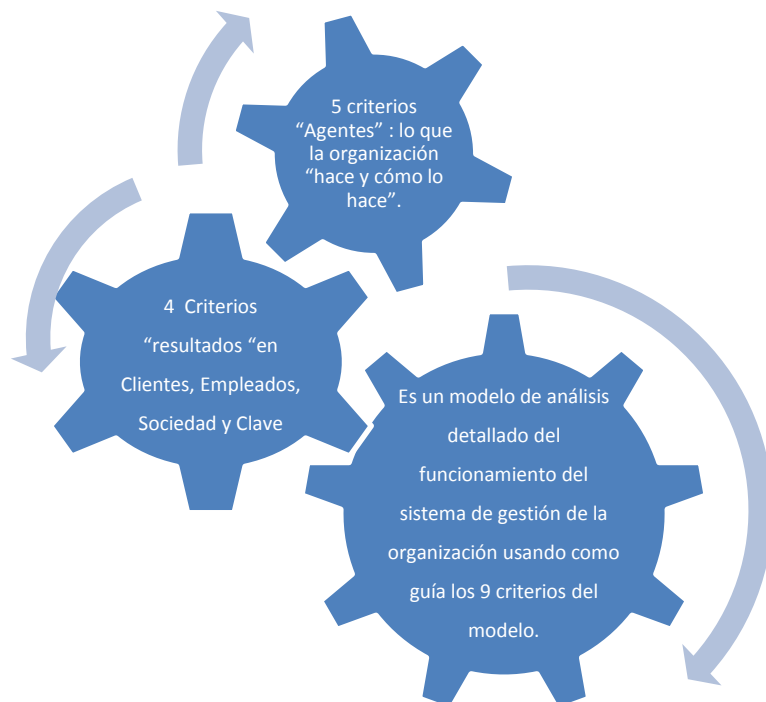 5 criterios
“Agentes” : lo que
la organización
“hace y cómo lo
hace”.
4 Criterios
“resultados “en
Clientes, Empleados,
Sociedad y Clave
Es un modelo de análisis
detallado del
funcionamiento del
sistema de gestión de la
organización usando como
guía los 9 criterios del
modelo.